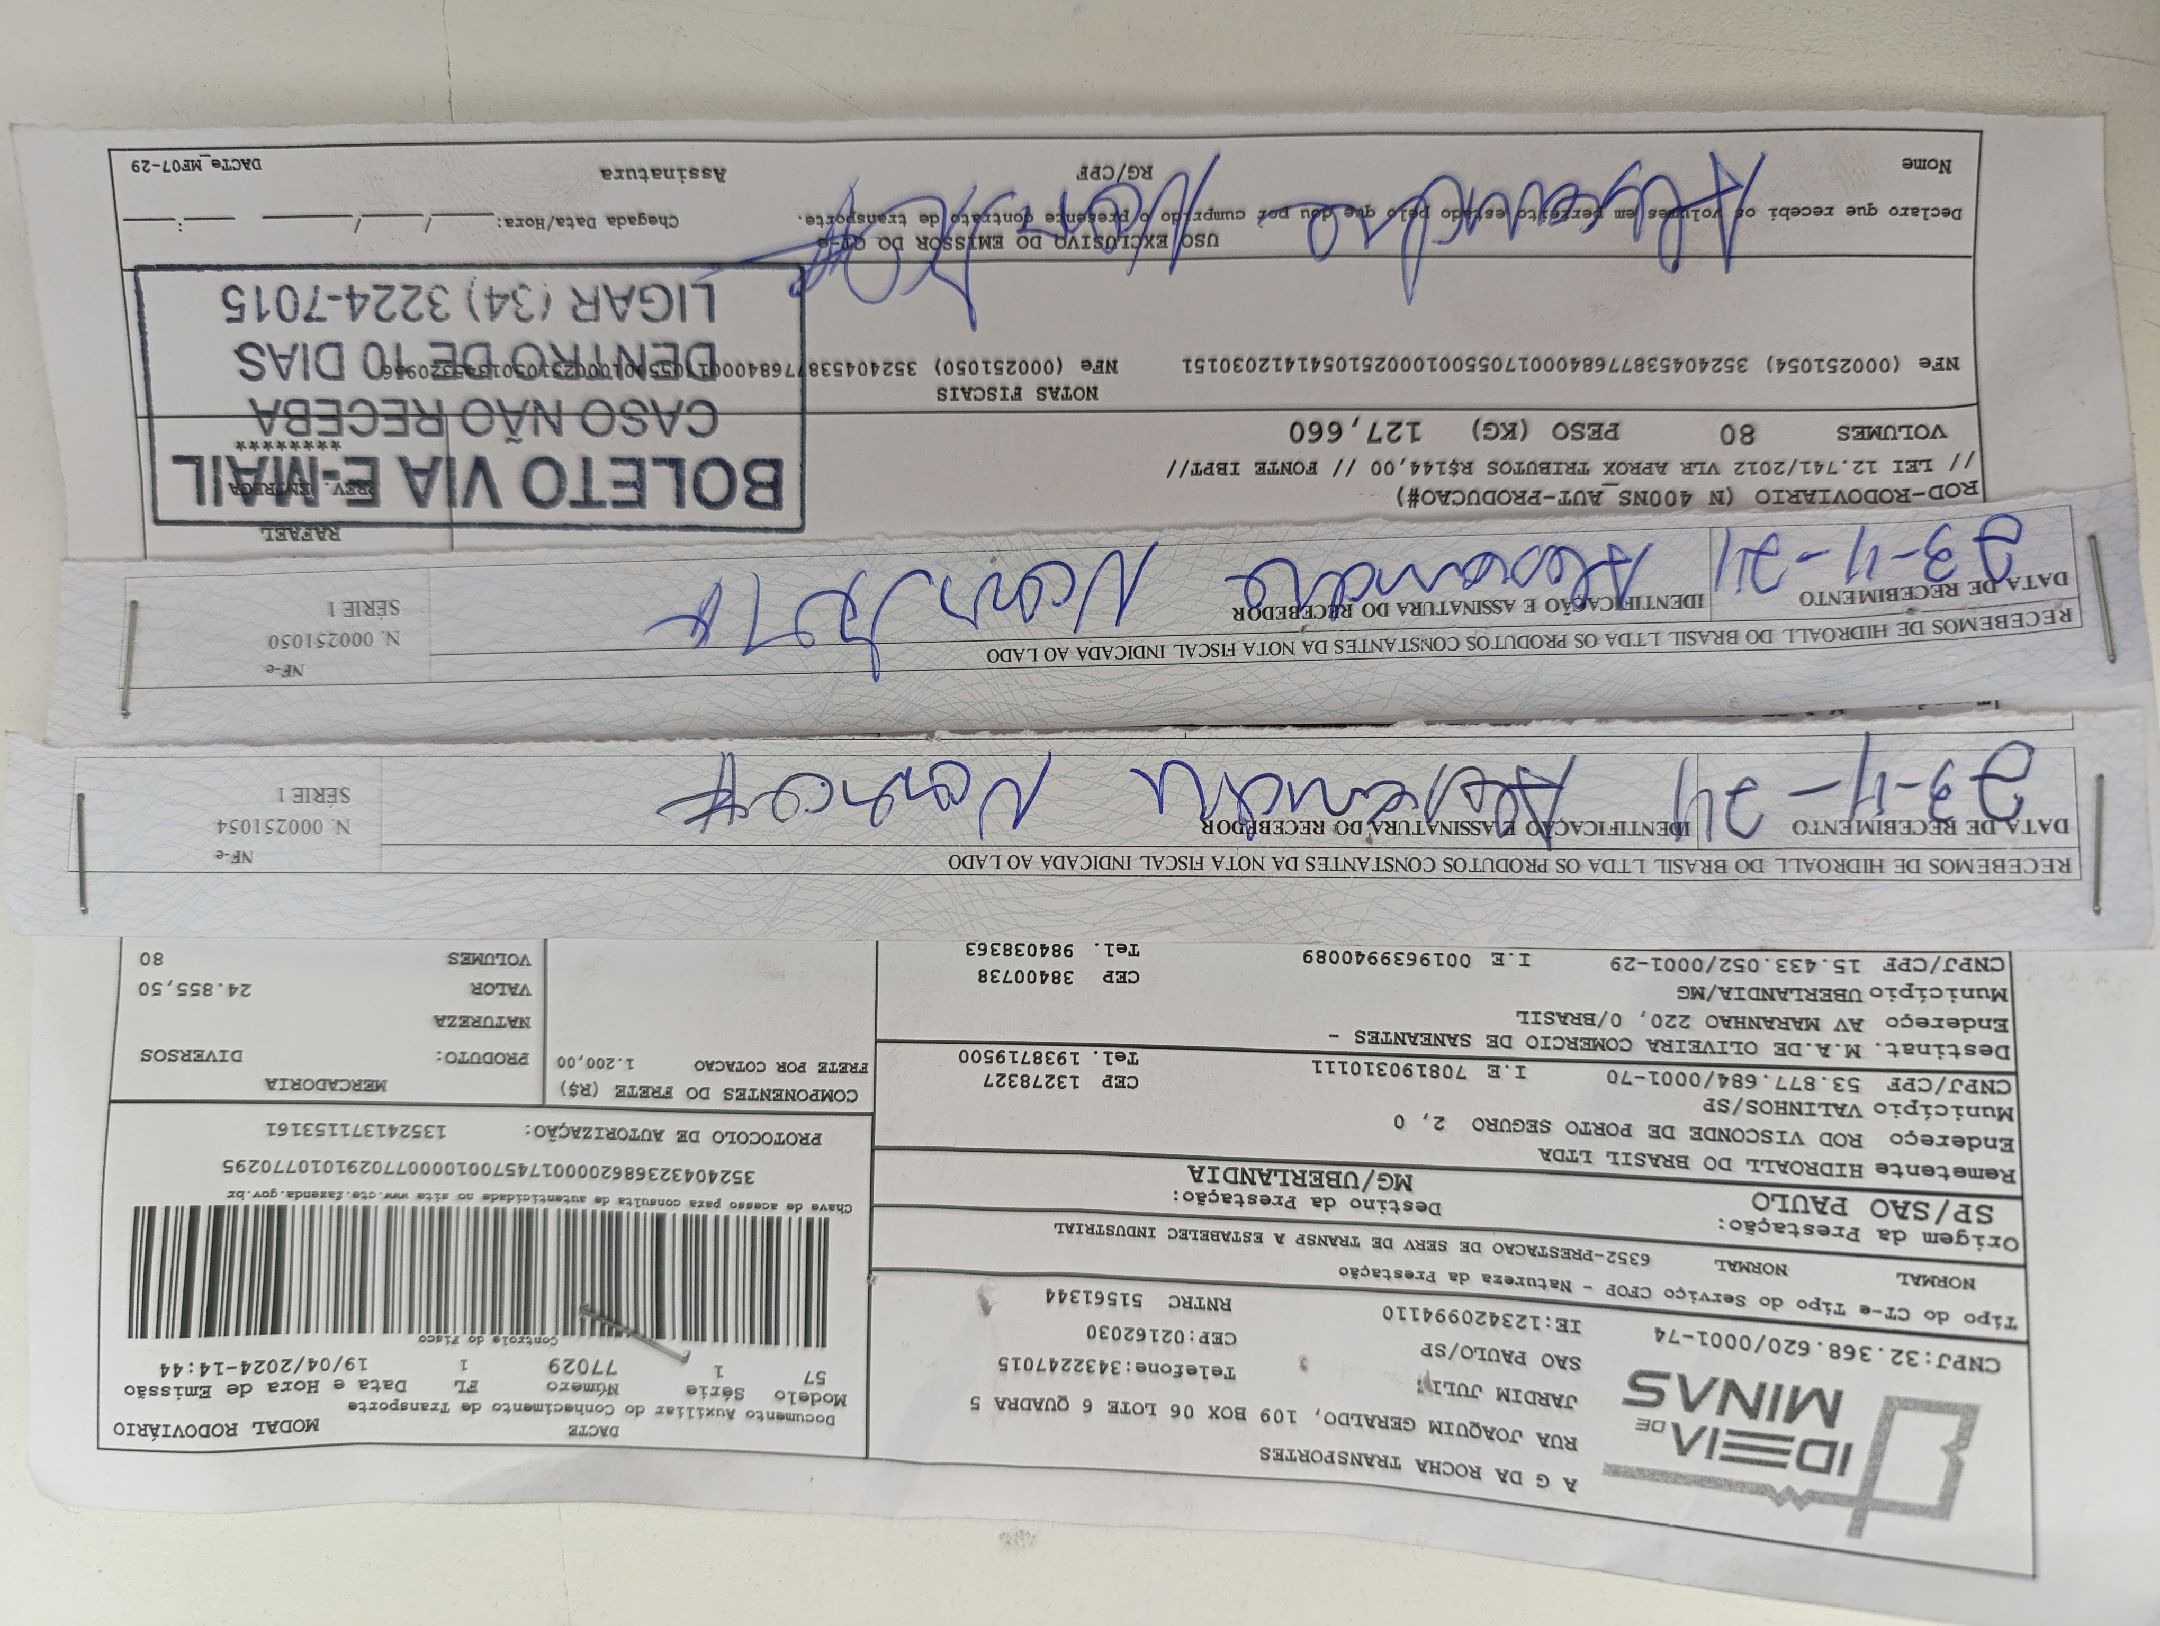 IDEIA DE
MINAS
A G DA ROCHA TRANSPORTES
RUA JOAQUIM GERALDO, 109 BOX 06 LOTE 6 QUADRA 5
JARDIM JULI
Telefone:3432247015
SAO PAULO/SP
CEP:02162030
CNPJ:32.368.620/0001-74
IE:123420994110
RNTRC 51561344
DACTE
Documento Auxiliar do Conhecimento de Transporte
MODAL RODOVIÁRIO
Modelo Série Número FL Data e Hora de Emissão
57 1 77029 1 19/04/2024-14:44
Controle do Fisco
Chave de acesso para consulta de autenticidade no site www.cte.fazenda.gov.br
35240432368620000174570010000770291010770295
PROTOCOLO DE AUTORIZAÇÃO: 135241371153161
Tipo do CT-e Tipo do Serviço CFOP - Natureza da Prestação
NORMAL NORMAL 6352-PRESTACAO DE SERV DE TRANSP A ESTABELEC INDUSTRIAL
Origem da Prestação: Destino da Prestação:
SP/SAO PAULO MG/UBERLANDIA
Remetente HIDROALL DO BRASIL LTDA
Endereço ROD VISCONDE DE PORTO SEGURO 2, 0
Município VALINHOS/SP CEP 13278327
CNPJ/CPF 53.877.684/0001-70 I.E 708190310111 Tel. 1938719500
Destinat. M.A.DE OLIVEIRA COMERCIO DE SANEANTES -
Endereço AV MARANHAO 220, 0/BRASIL
Município UBERLANDIA/MG CEP 38400738
CNPJ/CPF 15.433.052/0001-29 I.E 0019639940089 Tel. 984038363
COMPONENTES DO FRETE (R$)
FRETE POR COTACAO 1.200,00
MERCADORIA
PRODUTO: DIVERSOS
NATUREZA
VALOR 24.855,50
VOLUMES 80
RECEBEMOS DE HIDROALL DO BRASIL LTDA OS PRODUTOS CONSTANTES DA NOTA FISCAL INDICADA AO LADO
DATA DE RECEBIMENTO
IDENTIFICAÇÃO E ASSINATURA DO RECEBEDOR
23-4-24
NF-e
N. 000251054
SÉRIE 1
RECEBEMOS DE HIDROALL DO BRASIL LTDA OS PRODUTOS CONSTANTES DA NOTA FISCAL INDICADA AO LADO
DATA DE RECEBIMENTO
IDENTIFICAÇÃO E ASSINATURA DO RECEBEDOR
23-4-24 Alexandre
NF-e
N. 000251050
SÉRIE 1
RAFAEL
PREV. ENTREGA
********
ROD-RODOVIARIO (N 400NS_AUT-PRODUCAO#)
// LEI 12.741/2012 VLR APROX TRIBUTOS R$144,00 // FONTE IBPT//
VOLUMES 80 PESO (KG) 127,660
NOTAS FISCAIS
NFe (000251054) 35240453877684000170550010002510541412030151
NFe (000251050)
BOLETO VIA E-MAIL
CASO NÃO RECEBA
DENTRO DE 10 DIAS
LIGAR (34) 3224-7015
USO EXCLUSIVO DO EMISSOR DO CT-e
Declaro que recebi os volumes em perfeito estado pelo que dou por cumprido o presente contrato de transporte.
Chegada Data/Hora: / / :
Alexandre
Nome RG/CPF Assinatura
DACTe_MF07-29